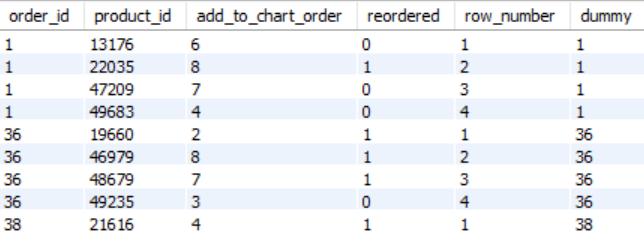 order_id product_id add_to_chart_order reordered row_number dummy
1 13176 6 0 1 1
1 22035 8 1 2 1
1 47209 7 0 3 1
1 49683 4 0 4 1
36 19660 2 1 1 36
36 46979 8 1 2 36
36 48679 7 1 3 36
36 49235 3 0 4 36
38 21616 4 1 1 38